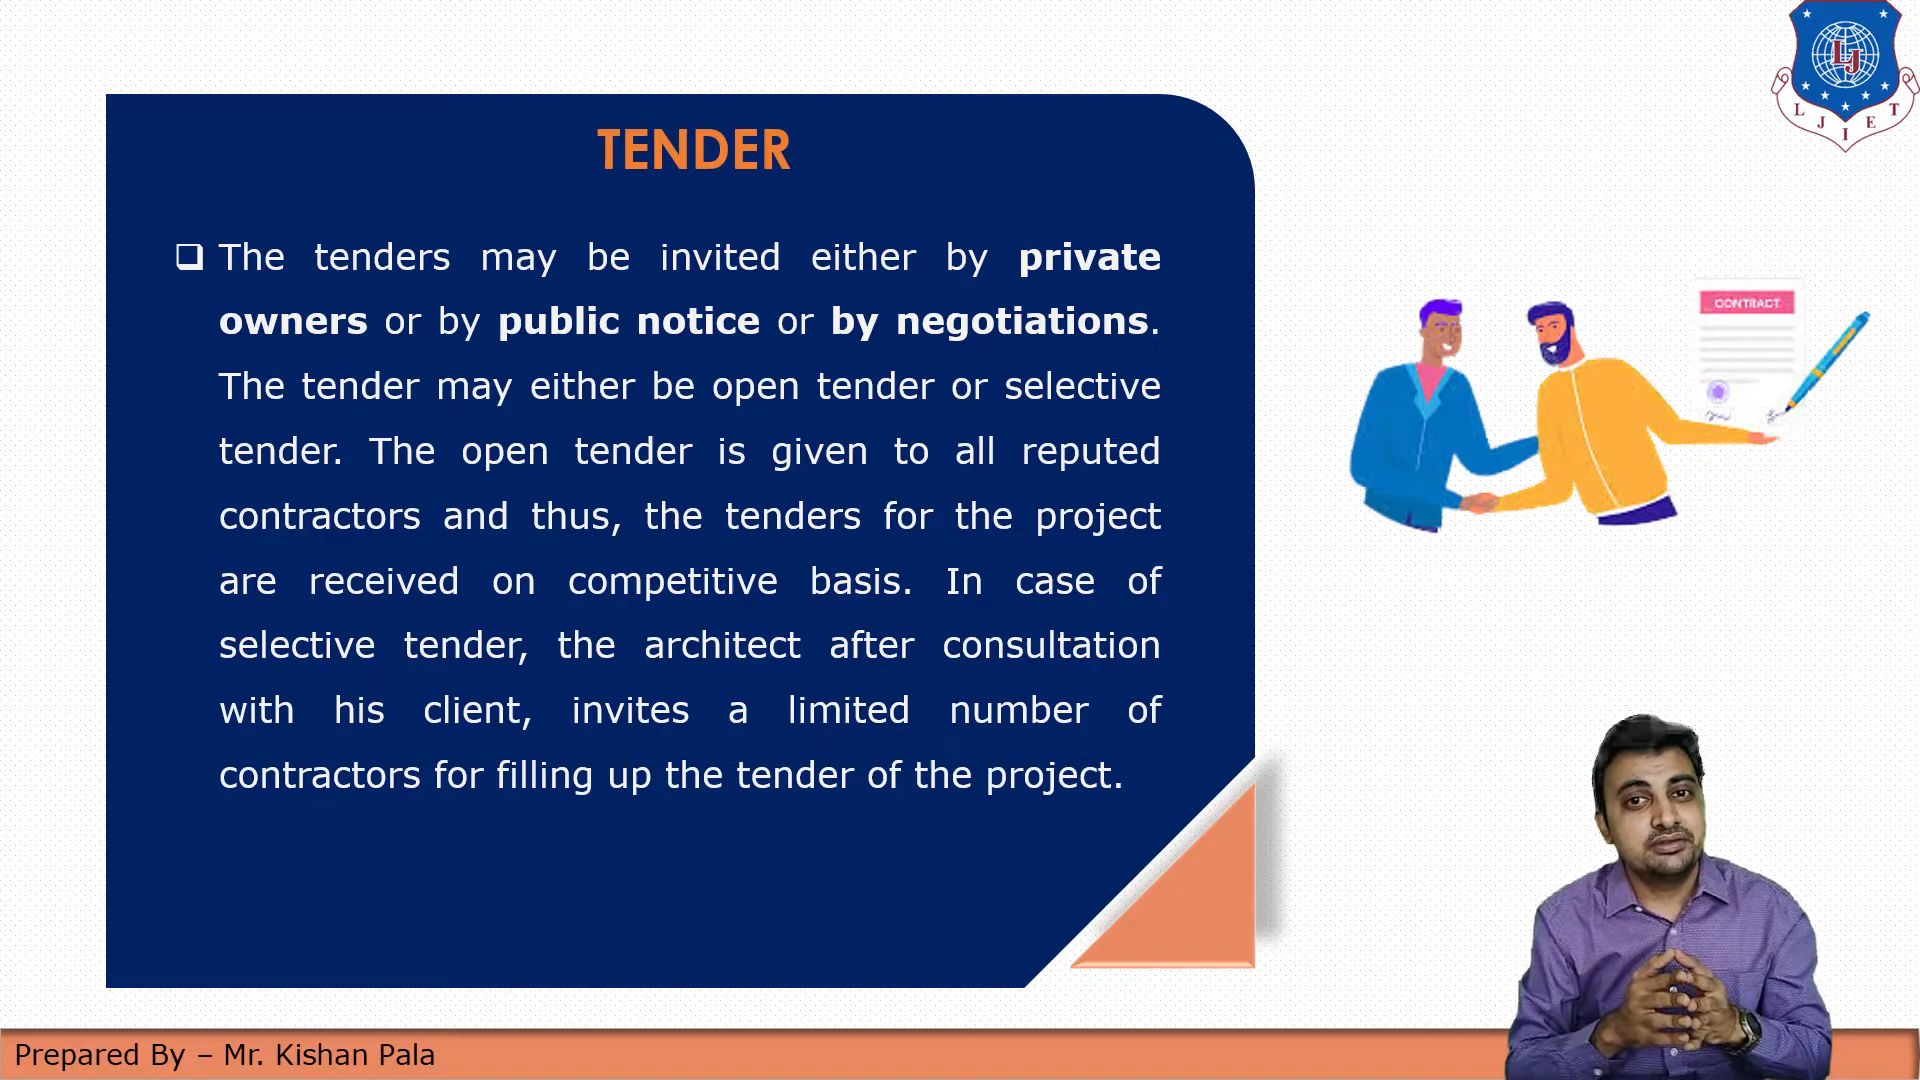 TENDER
❑ The tenders may be invited either by private
owners or by public notice or by negotiations.
The tender may either be open tender or selective
tender. The open tender is given to all reputed
contractors and thus, the tenders for the project
are received on competitive basis. In case of
selective tender, the architect after consultation
with his client, invites a limited number of
contractors for filling up the tender of the project.
LJ
L J I E T
CONTRACT
Prepared By – Mr. Kishan Pala